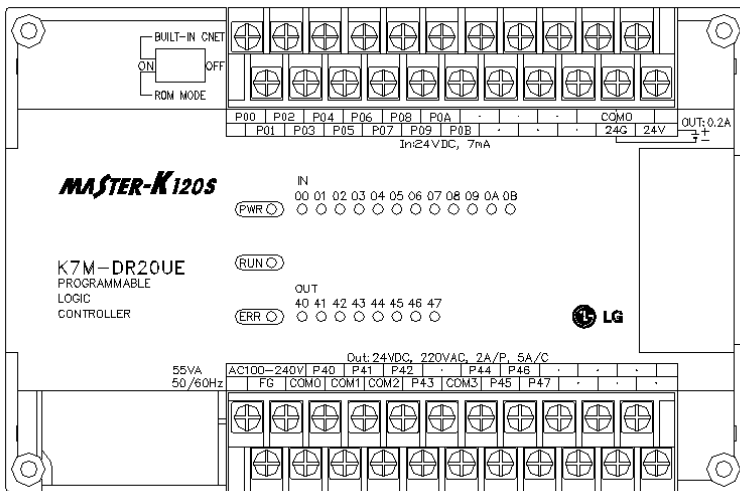 BUILT-IN CNET
ON OFF
ROM MODE
P00 P02 P04 P06 P08 P0A · · · COM0
P01 P03 P05 P07 P09 P0B · · · 24G 24V
OUT:0.2A
In:24VDC, 7mA
MASTER-K120S
IN
00 01 02 03 04 05 06 07 08 09 0A 0B
PWR
K7M-DR20UE
PROGRAMMABLE
LOGIC
CONTROLLER
RUN
OUT
40 41 42 43 44 45 46 47
ERR
LG
Out:24VDC, 220VAC, 2A/P, 5A/C
55VA
50/60Hz
AC100-240V P40 P41 P42 · P44 P46 · · ·
FG COM0 COM1 COM2 P43 COM3 P45 P47 · · ·